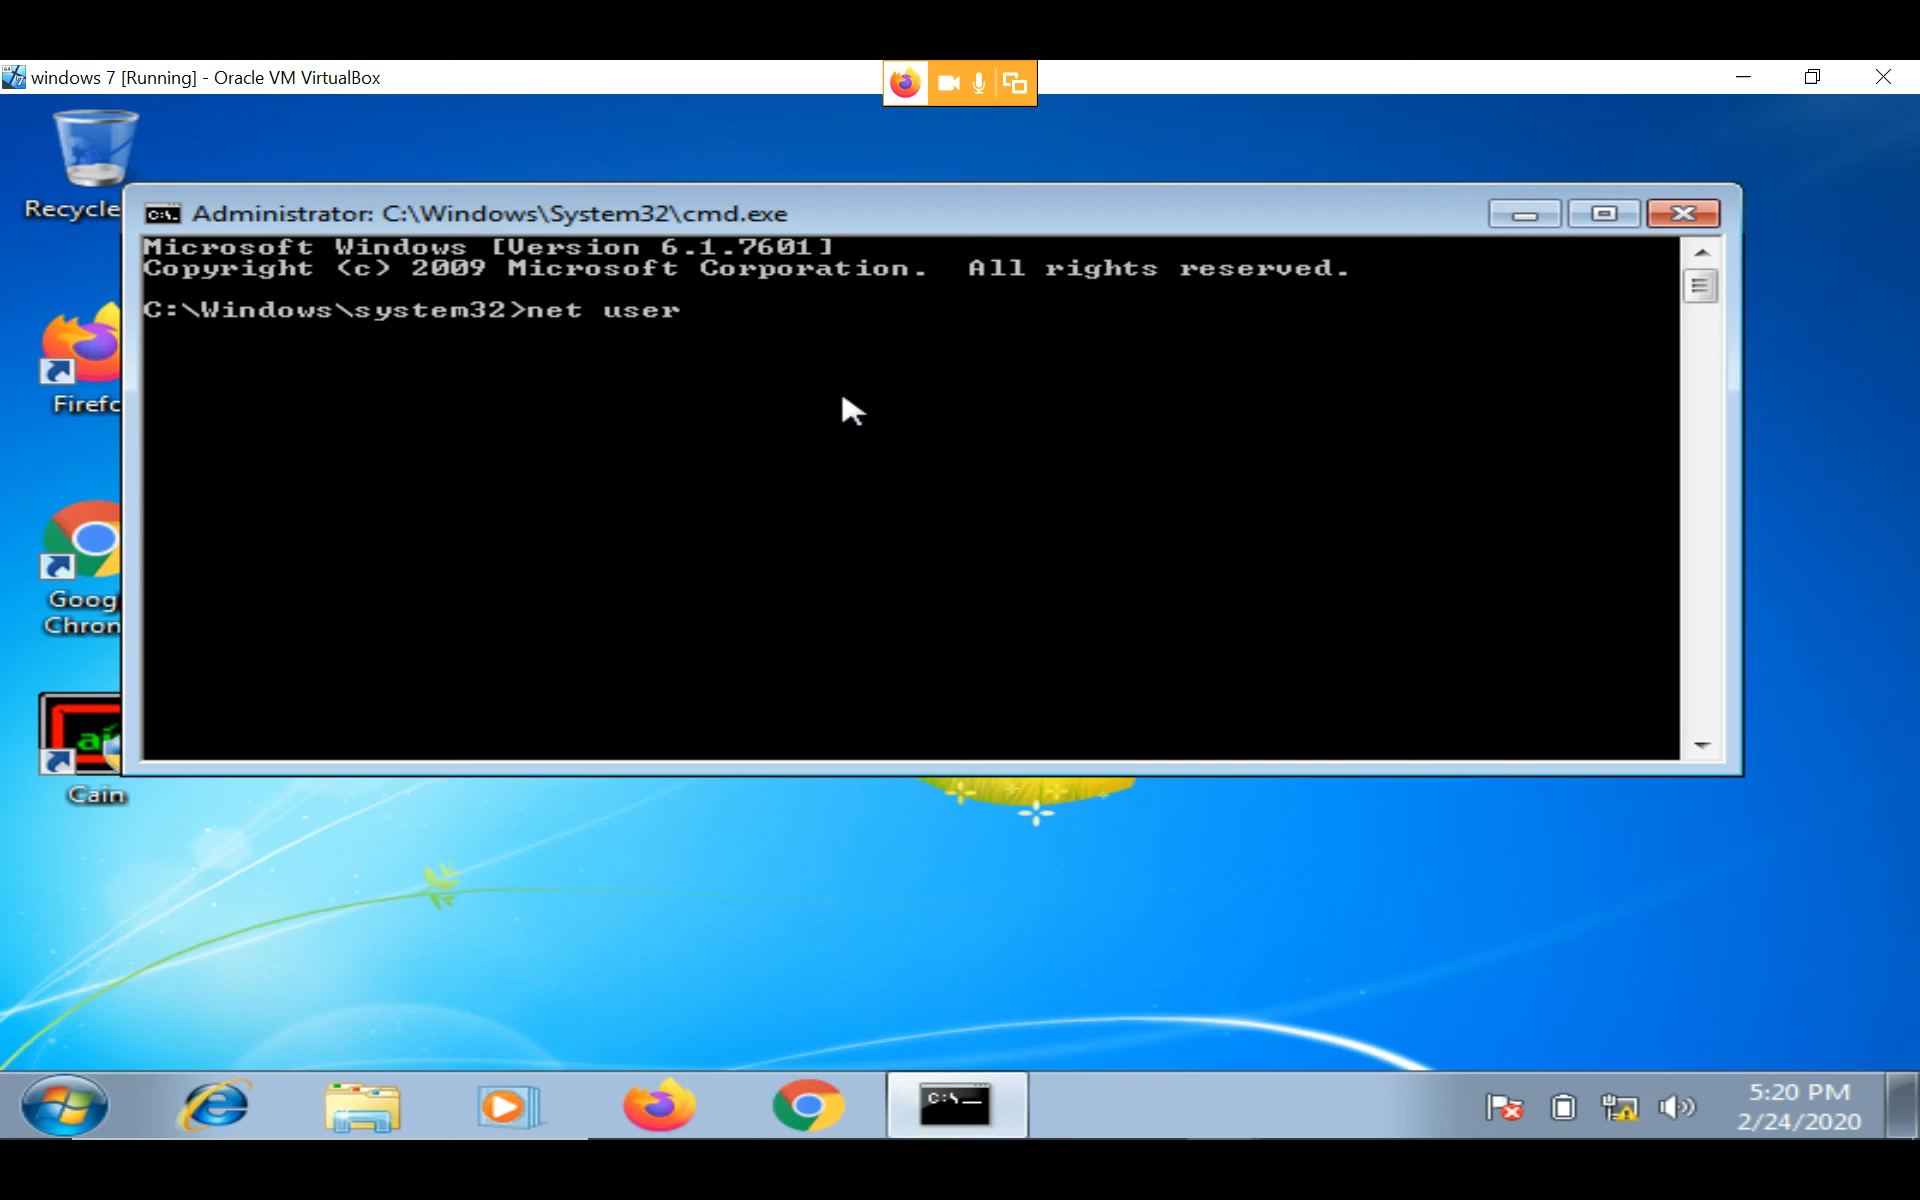 windows 7 [Running] - Oracle VM VirtualBox
Recycle
Administrator: C:\Windows\System32\cmd.exe
Microsoft Windows [Version 6.1.7601]
Copyright (c) 2009 Microsoft Corporation.  All rights reserved.
C:\Windows\system32>net user
Firefo
Goog
Chron
Cain
5:20 PM
2/24/2020